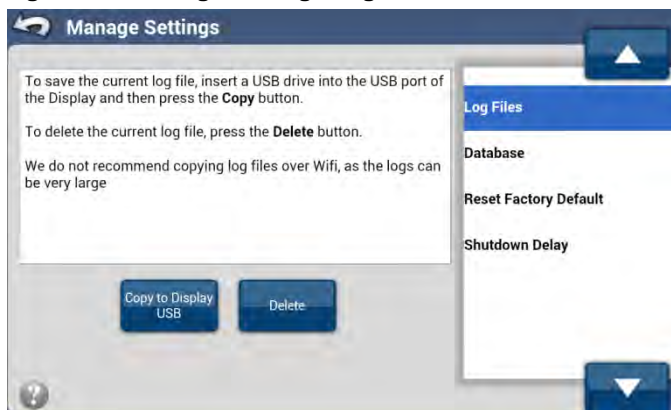 Manage Settings
To save the current log file, insert a USB drive into the USB port of
the Display and then press the Copy button.
To delete the current log file, press the Delete button.
We do not recommend copying log files over Wifi, as the logs can
be very large
Copy to Display
USB
Delete
Log Files
Database
Reset Factory Default
Shutdown Delay
?